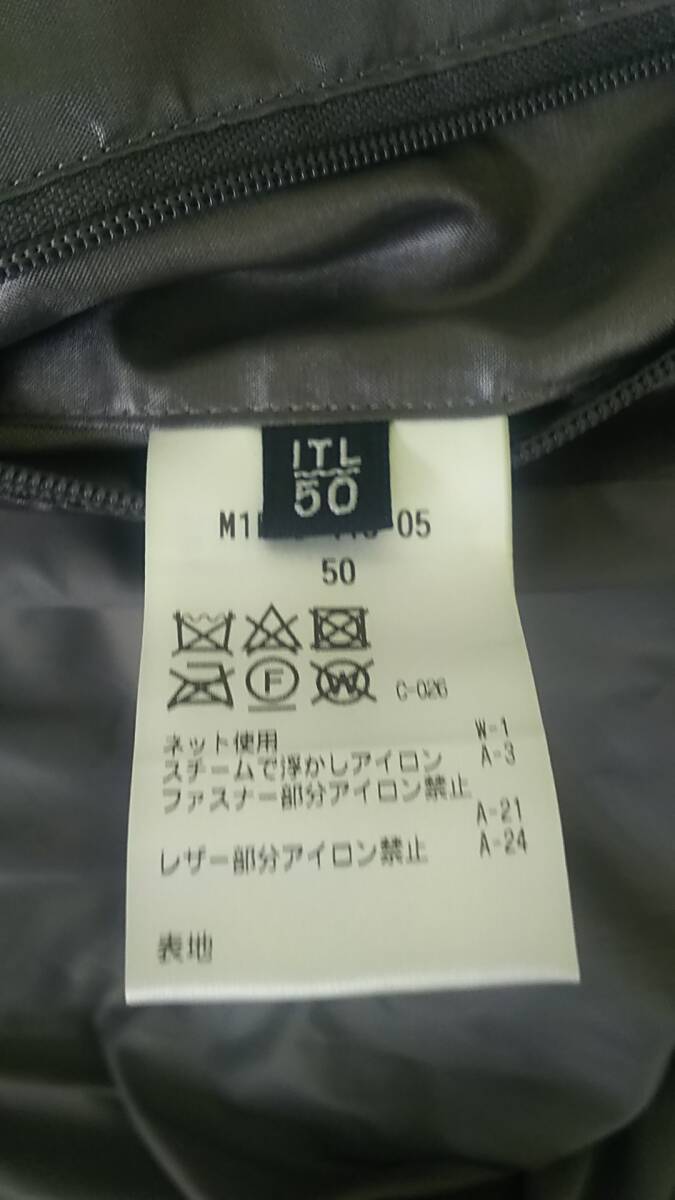 ITL
50
05
50
F
W
C-026
ネット使用 W-1
スチームで浮かしアイロン A-3
ファスナー部分アイロン禁止
A-21
レザー部分アイロン禁止 A-24
表地